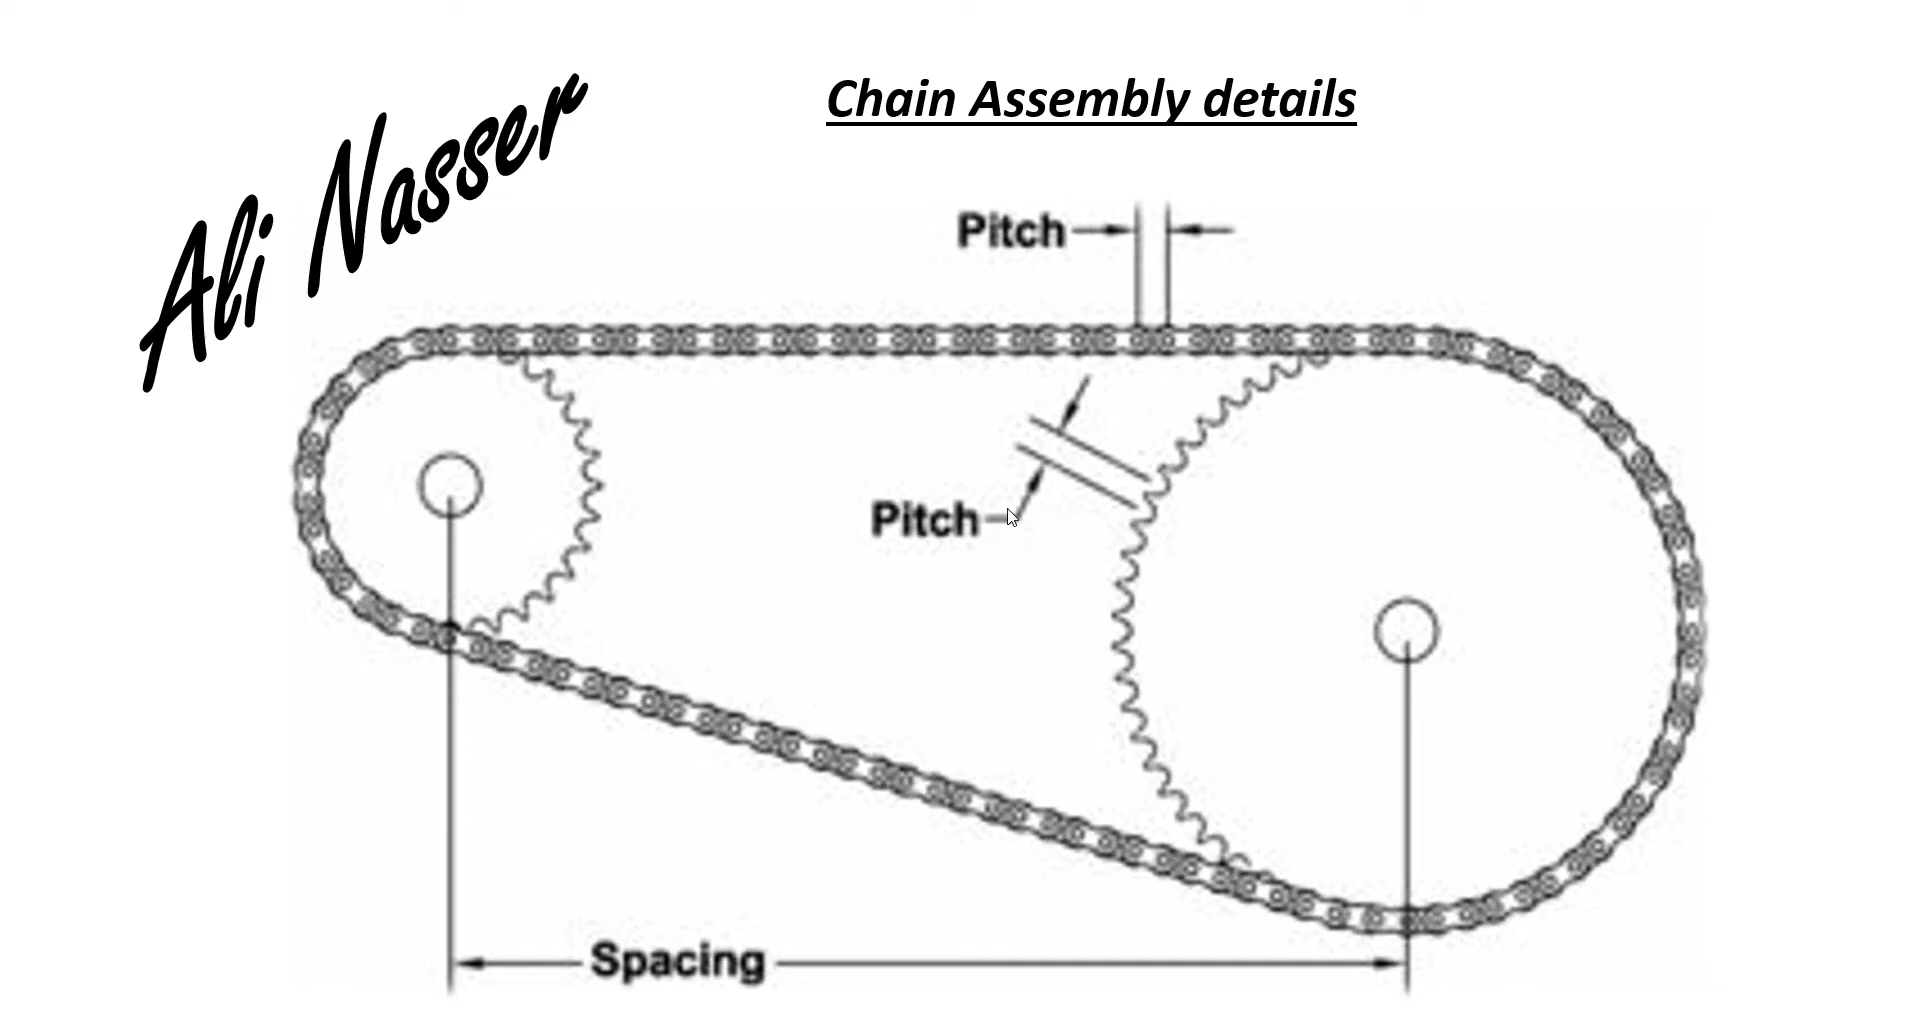 Chain Assembly details
Ali Nasser
Pitch
Pitch
Spacing